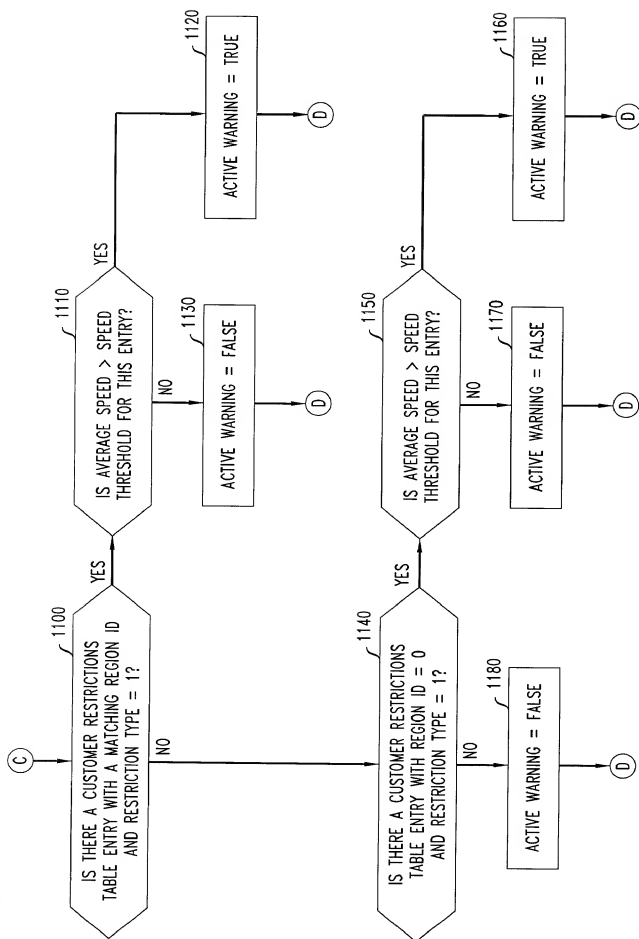 C
1100
IS THERE A CUSTOMER RESTRICTIONS
TABLE ENTRY WITH A MATCHING REGION ID
AND RESTRICTION TYPE = 1?
YES
NO
1110
IS AVERAGE SPEED > SPEED
THRESHOLD FOR THIS ENTRY?
YES
NO
1120
ACTIVE WARNING = TRUE
D
1130
ACTIVE WARNING = FALSE
D
1140
IS THERE A CUSTOMER RESTRICTIONS
TABLE ENTRY WITH REGION ID = 0
AND RESTRICTION TYPE = 1?
YES
NO
1150
IS AVERAGE SPEED > SPEED
THRESHOLD FOR THIS ENTRY?
YES
NO
1160
ACTIVE WARNING = TRUE
D
1170
ACTIVE WARNING = FALSE
D
1180
ACTIVE WARNING = FALSE
D